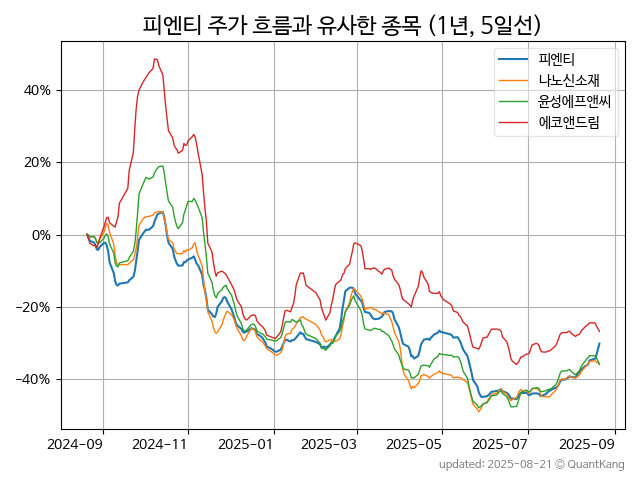 피엔티 주가 흐름과 유사한 종목 (1년, 5일선)
피엔티
나노신소재
윤성에프앤씨
에코앤드림
40%
20%
0%
−20%
−40%
2024-09 2024-11 2025-01 2025-03 2025-05 2025-07 2025-09
updated: 2025-08-21 © QuantKang